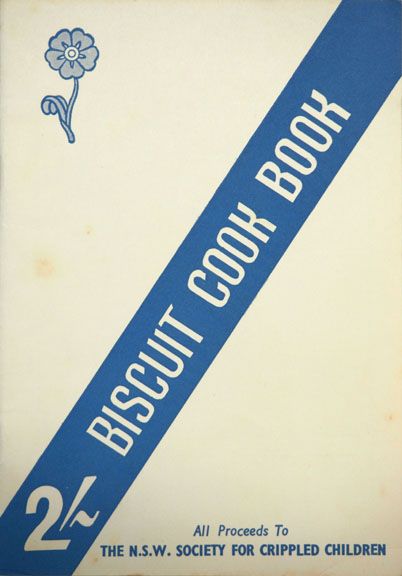 BISCUIT COOK BOOK
2/-
All Proceeds To
THE N.S.W. SOCIETY FOR CRIPPLED CHILDREN